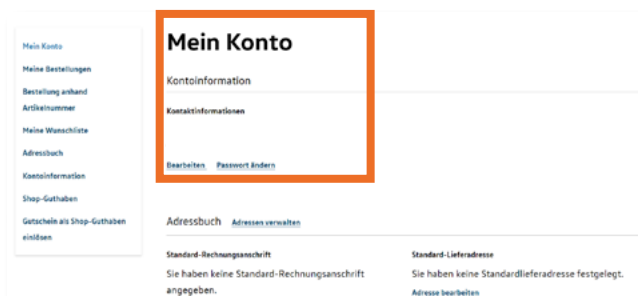 Mein Konto
Meine Bestellungen
Bestellung anhand
Artikelnummer
Meine Wunschliste
Adressbuch
Kontoinformation
Shop-Guthaben
Gutschein als Shop-Guthaben
einlösen
Mein Konto
Kontoinformation
Kontaktinformationen
Bearbeiten Passwort ändern
Adressbuch Adressen verwalten
Standard-Rechnungsanschrift
Sie haben keine Standard-Rechnungsanschrift
angegeben.
Standard-Lieferadresse
Sie haben keine Standardlieferadresse festgelegt.
Adresse bearbeiten